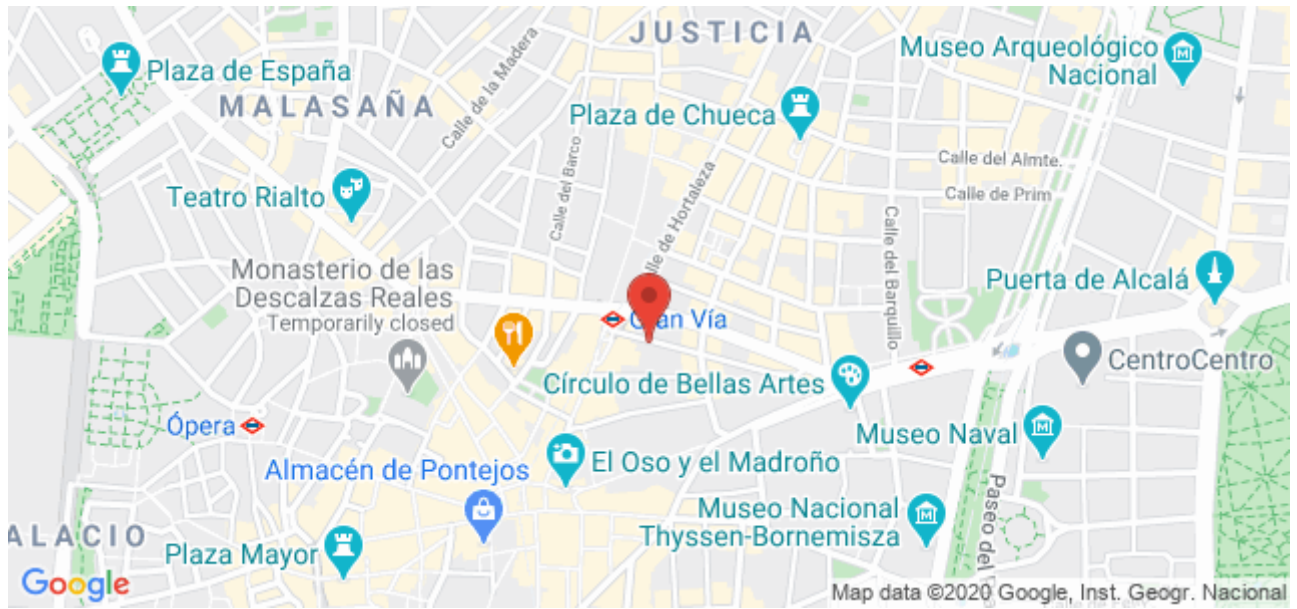 JUSTICIA
Museo Arqueológico
Nacional
Plaza de España
MALASAÑA
Calle de la Madera
Plaza de Chueca
Calle del Almte.
Calle de Prim
Teatro Rialto
Calle del Barco
alle de Hortaleza
Calle del Barquillo
Monasterio de las
Descalzas Reales
Temporarily closed
Puerta de Alcalá
Gran Vía
CentroCentro
Círculo de Bellas Artes
Ópera
Museo Naval
Almacén de Pontejos
El Oso y el Madroño
Museo Nacional
Thyssen-Bornemisza
Paseo del
ALACIO
Plaza Mayor
Google
Map data ©2020 Google, Inst. Geogr. Nacional